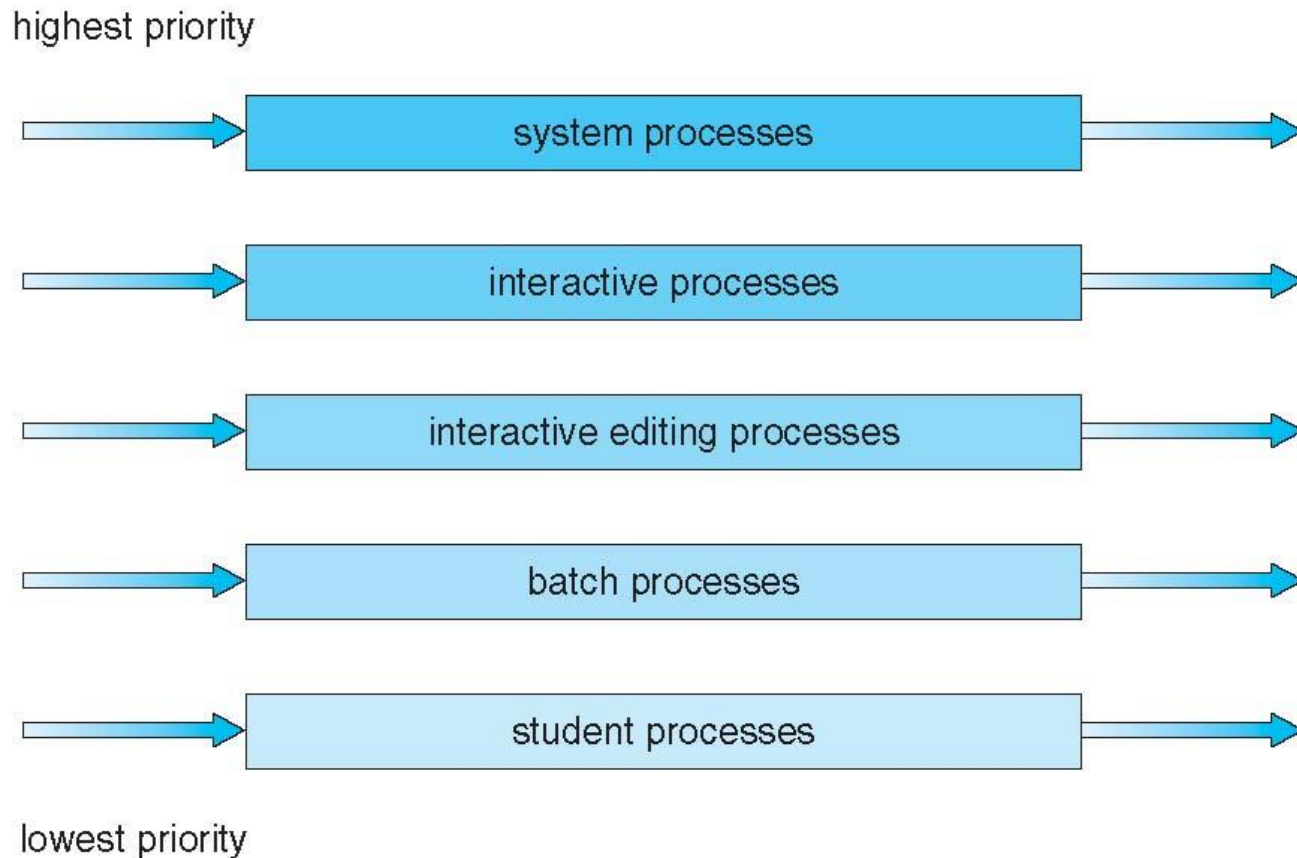 highest priority
system processes
interactive processes
interactive editing processes
batch processes
student processes
lowest priority